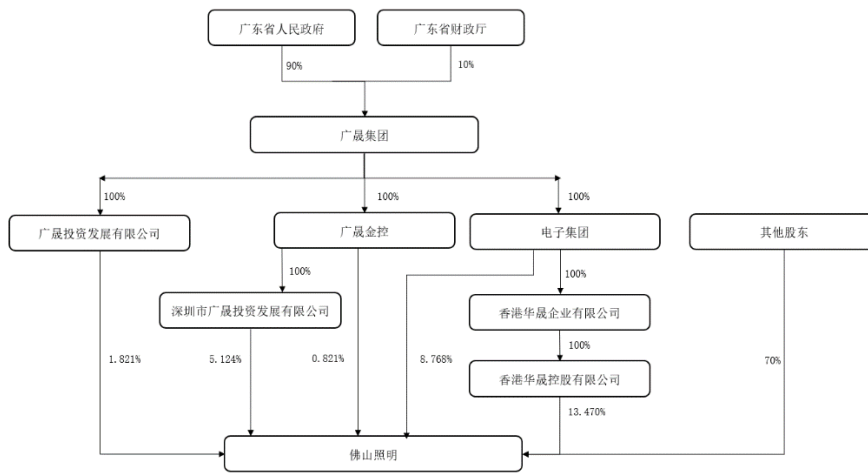 广东省人民政府
广东省财政厅
90%
10%
广晟集团
100%
100%
100%
广晟投资发展有限公司
广晟金控
电子集团
其他股东
100%
100%
深圳市广晟投资发展有限公司
香港华晟企业有限公司
100%
1.821%
5.124%
0.821%
8.768%
70%
香港华晟控股有限公司
13.470%
佛山照明